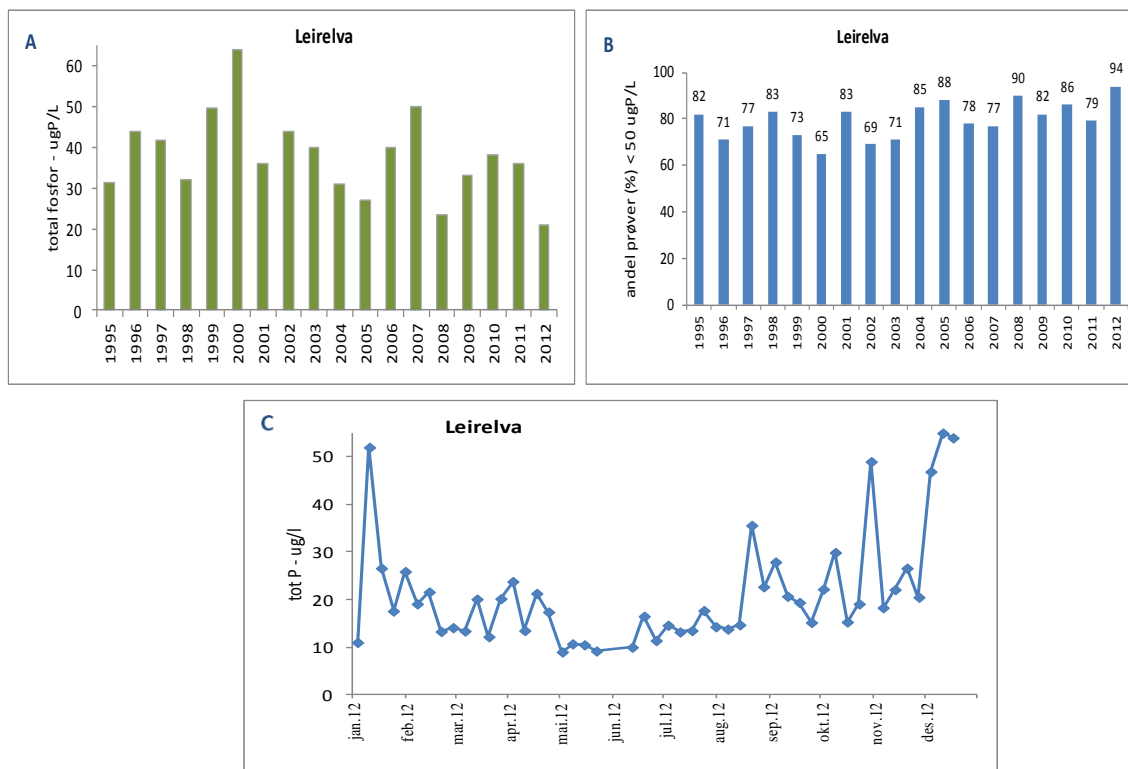 A
Leirelva
total fosfor - ugP/L
60
50
40
30
20
10
0
1995 1996 1997 1998 1999 2000 2001 2002 2003 2004 2005 2006 2007 2008 2009 2010 2011 2012
B
Leirelva
andel prøver (%) < 50 ugP/L
100
80
60
40
20
0
82 71 77 83 73 65 83 69 71 85 88 78 77 90 82 86 79 94
1995 1996 1997 1998 1999 2000 2001 2002 2003 2004 2005 2006 2007 2008 2009 2010 2011 2012
C
Leirelva
tot P - ug/l
50
40
30
20
10
0
jan.12 feb.12 mar.12 apr.12 mai.12 jun.12 jul.12 aug.12 sep.12 okt.12 nov.12 des.12